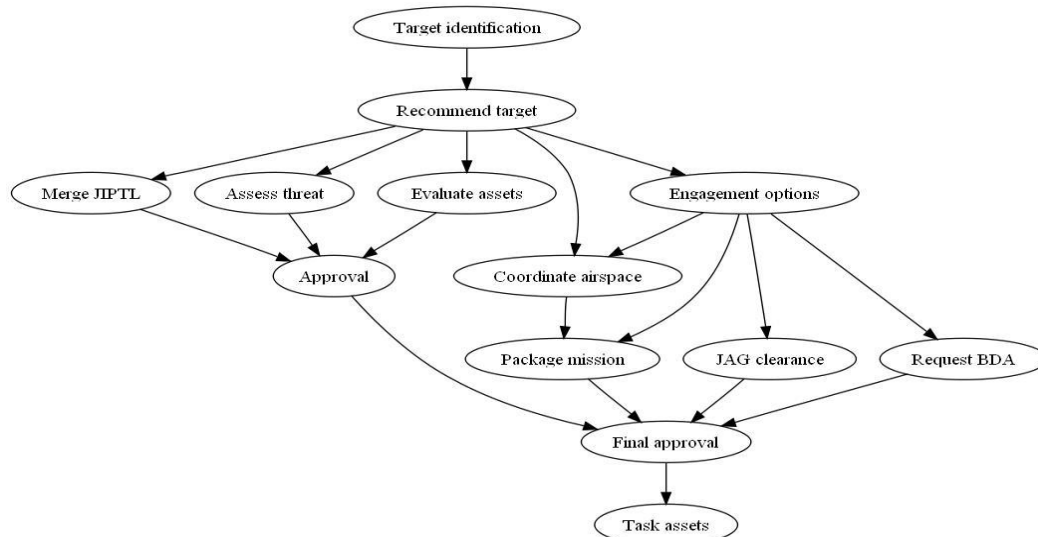 Target identification
Recommend target
Merge JIPTL
Assess threat
Evaluate assets
Engagement options
Approval
Coordinate airspace
Package mission
JAG clearance
Request BDA
Final approval
Task assets